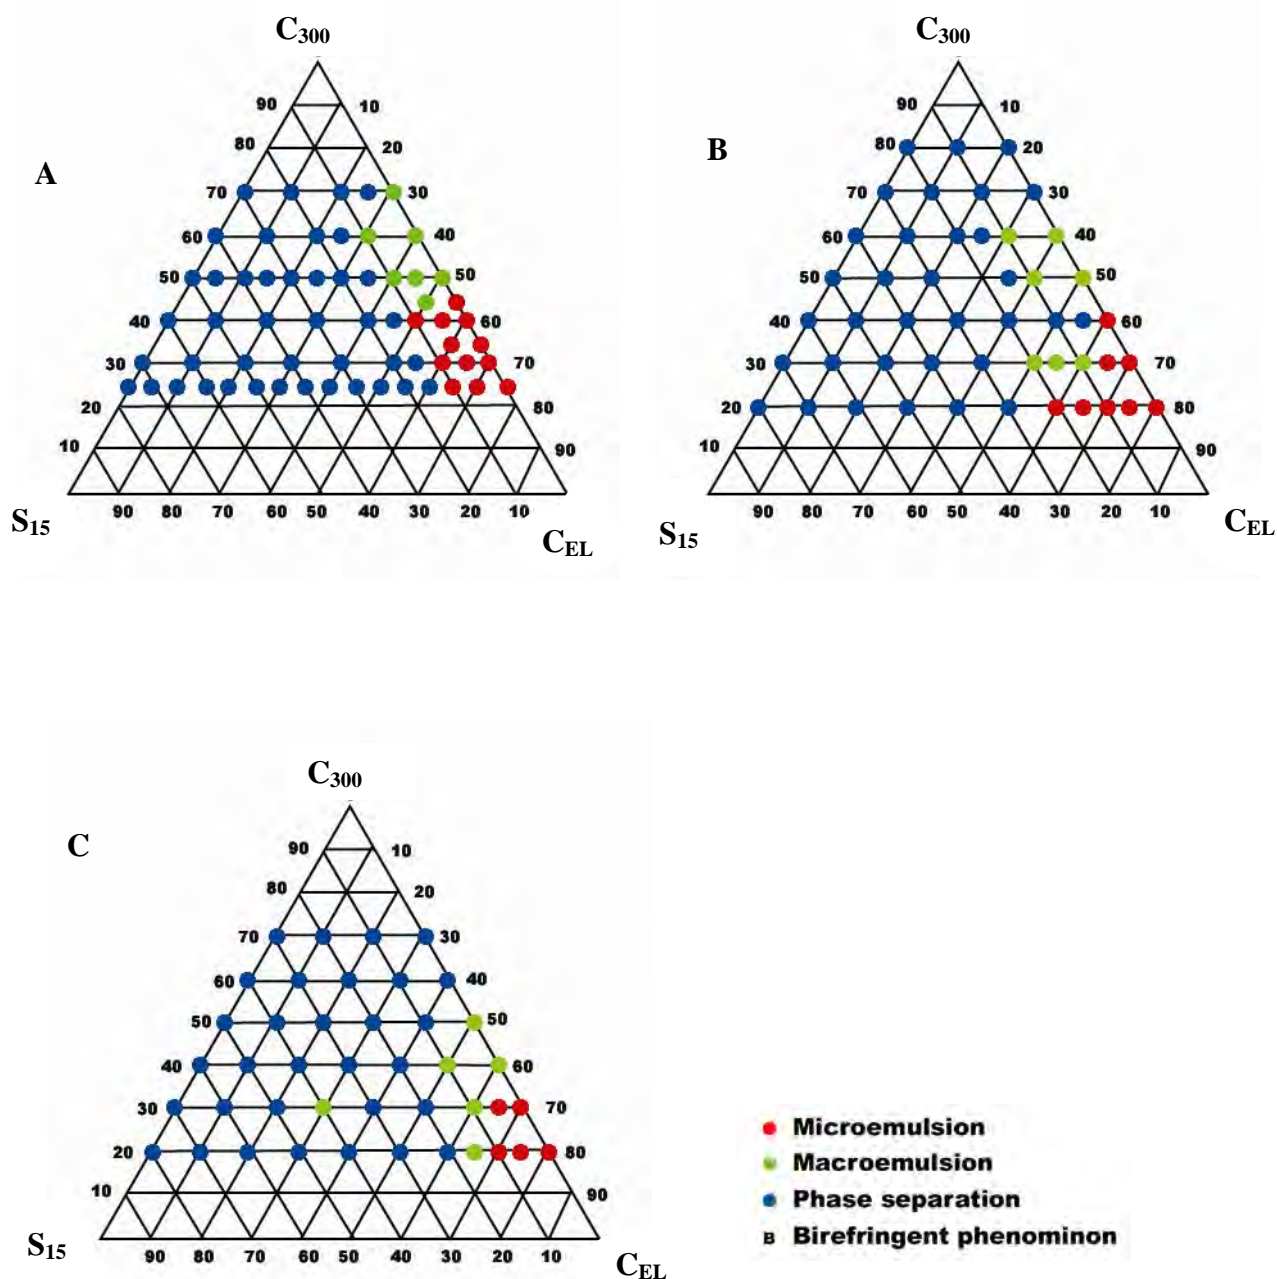 C300
90 10
80 20
A
70 30
60 40
50 50
40 60
30 70
20 80
10 90
90 80 70 60 50 40 30 20 10
S15
CEL
C300
90 10
80 20
B
70 30
60 40
50 50
40 60
30 70
20 80
10 90
90 80 70 60 50 40 30 20 10
S15
CEL
C300
C
90 10
80 20
70 30
60 40
50 50
40 60
30 70
20 80
10 90
90 80 70 60 50 40 30 20 10
S15
CEL
Microemulsion
Macroemulsion
Phase separation
B Birefringent phenominon